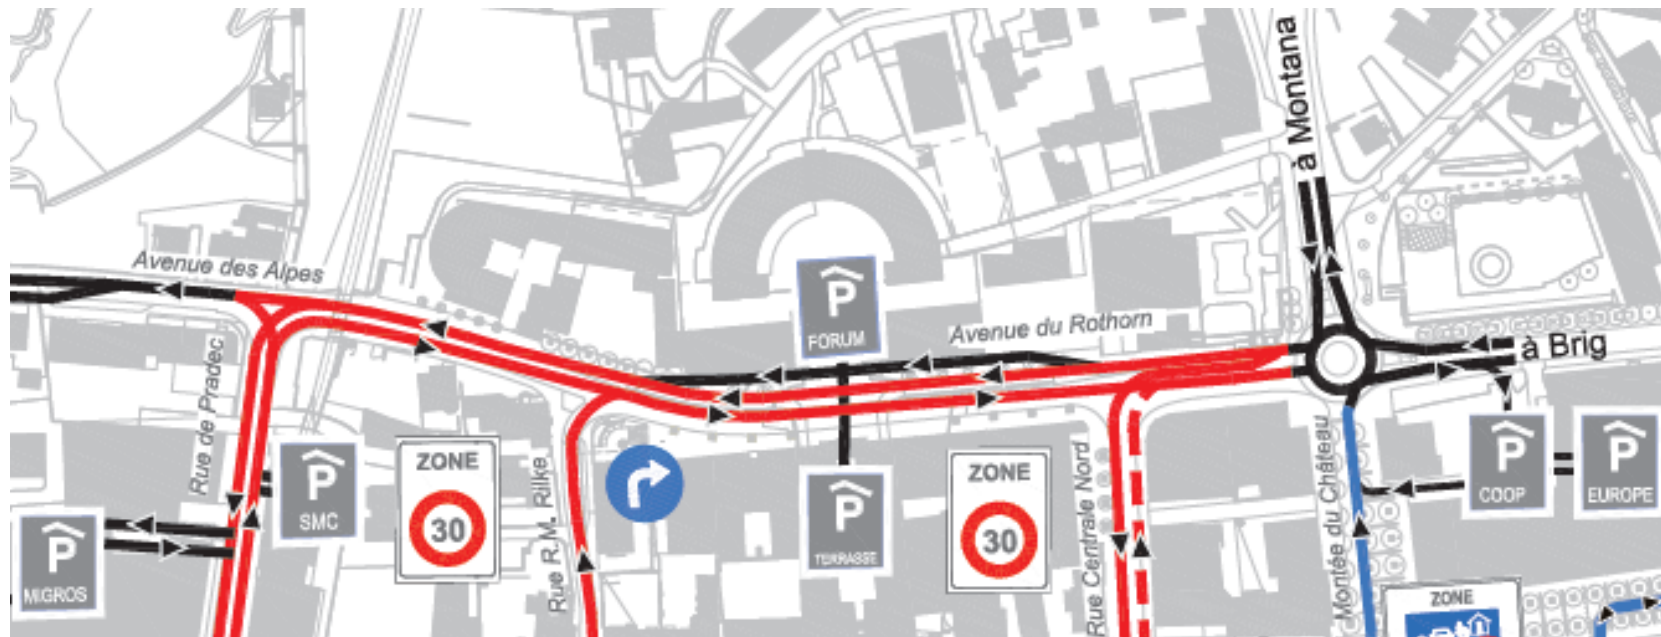 à Montana
Avenue des Alpes
P
FORUM
Avenue du Rothorn
à Brig
Rue de Pradec
P
SMC
ZONE
30
Rue R.M. Rilke
P
TERRASSE
ZONE
30
Rue Centrale Nord
Montée du Château
P
COOP
P
EUROPE
P
MIGROS
ZONE